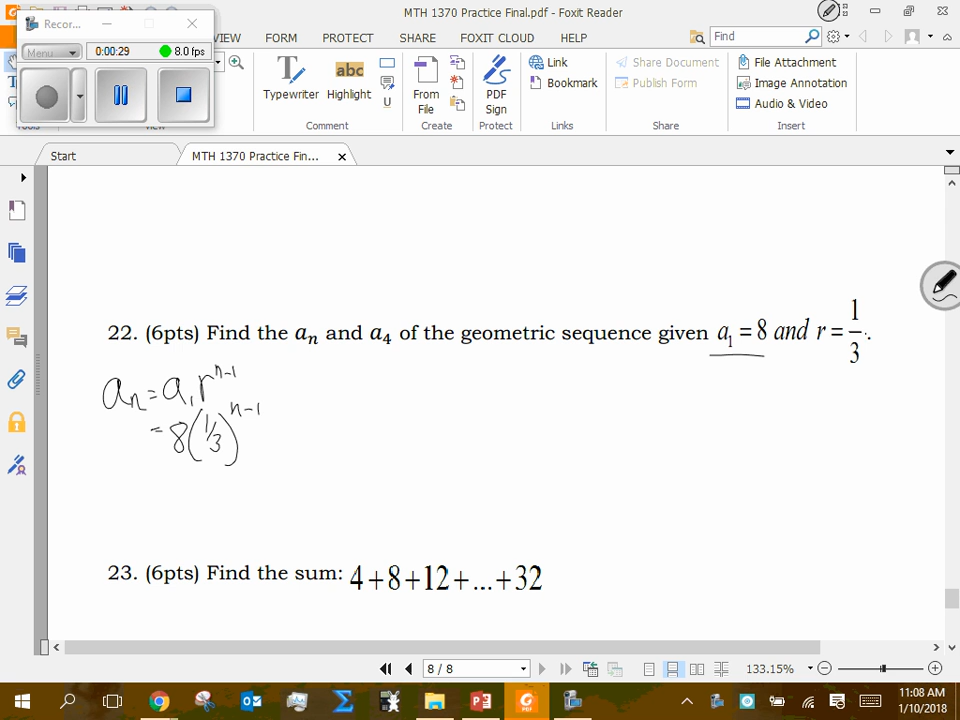 MTH 1370 Practice Final.pdf - Foxit Reader
Recor...
Menu
0:00:29
8.0 fps
VIEW FORM PROTECT SHARE FOXIT CLOUD HELP
Find
Typewriter
Highlight
From File
PDF Sign
Link
Bookmark
Share Document
Publish Form
File Attachment
Image Annotation
Audio & Video
Tools
View
Comment
Create
Protect
Links
Share
Insert
Start
MTH 1370 Practice Fin...
22. (6pts) Find the aₙ and a₄ of the geometric sequence given a₁ = 8 and r = 1/3.
aₙ = a₁ rⁿ⁻¹
= 8(1/3)ⁿ⁻¹
23. (6pts) Find the sum: 4+8+12+...+32
8 / 8
133.15%
11:08 AM
1/10/2018